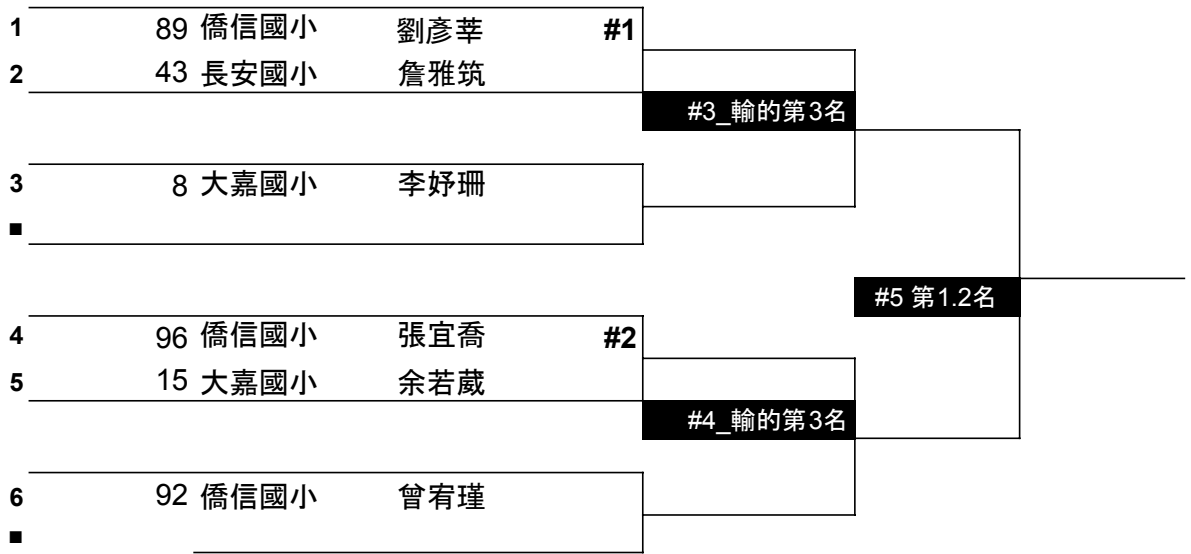 1 89 僑信國小 劉彥莘 #1
2 43 長安國小 詹雅筑
#3_輸的第3名
3 8 大嘉國小 李妤珊
■
#5 第1.2名
4 96 僑信國小 張宜喬 #2
5 15 大嘉國小 余若葳
#4_輸的第3名
6 92 僑信國小 曾宥瑾
■